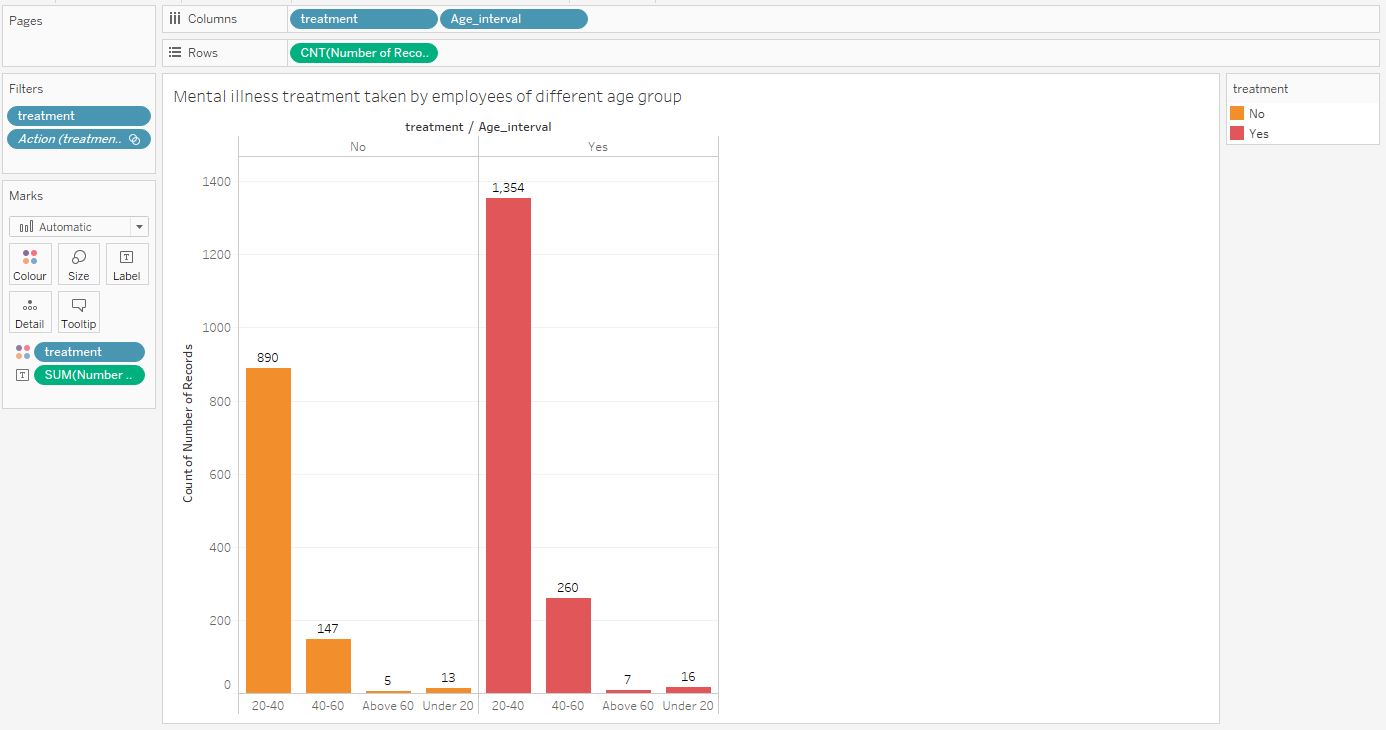 Pages
Columns
treatment
Age_interval
Rows
CNT(Number of Reco..
Filters
treatment
Action (treatmen..
Marks
Automatic
Colour
Size
Label
Detail
Tooltip
treatment
SUM(Number ..
Mental illness treatment taken by employees of different age group
treatment / Age_interval
No
Yes
Count of Number of Records
1400
1200
1000
800
600
400
200
0
890
147
5
13
1,354
260
7
16
20-40
40-60
Above 60
Under 20
20-40
40-60
Above 60
Under 20
treatment
No
Yes